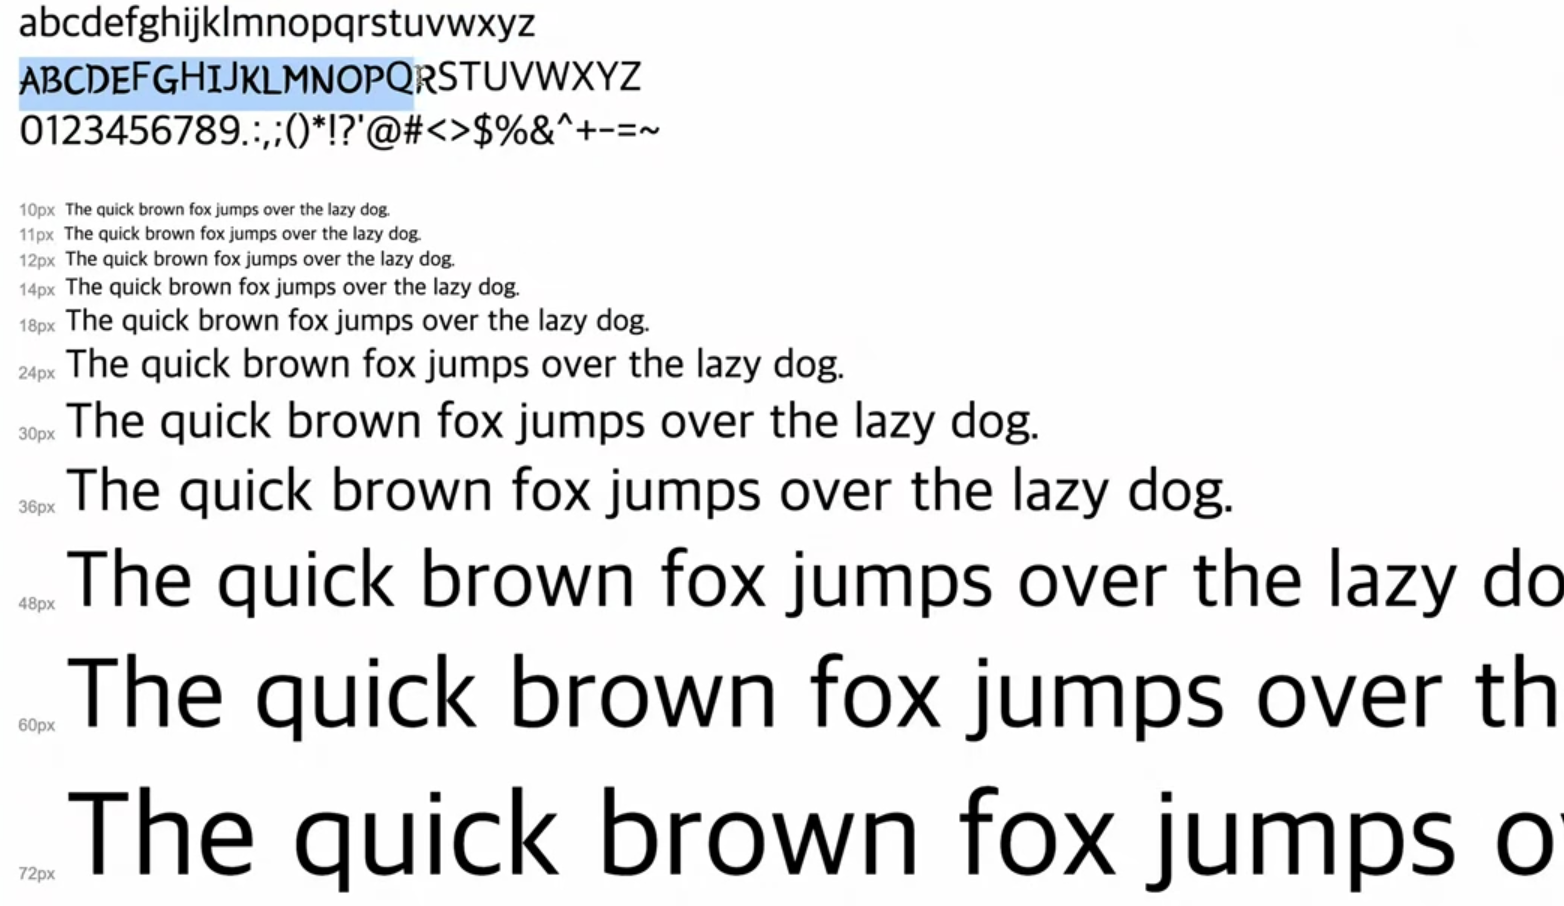 abcdefghijklmnopqrstuvwxyz
ABCDEFGHIJKLMNOPQRSTUVWXYZ
0123456789.:,;()*!?'@#<>$%&^+-=~
10px The quick brown fox jumps over the lazy dog.
11px The quick brown fox jumps over the lazy dog.
12px The quick brown fox jumps over the lazy dog.
14px The quick brown fox jumps over the lazy dog.
18px The quick brown fox jumps over the lazy dog.
24px The quick brown fox jumps over the lazy dog.
30px The quick brown fox jumps over the lazy dog.
36px The quick brown fox jumps over the lazy dog.
48px The quick brown fox jumps over the lazy do
60px The quick brown fox jumps over th
72px The quick brown fox jumps o